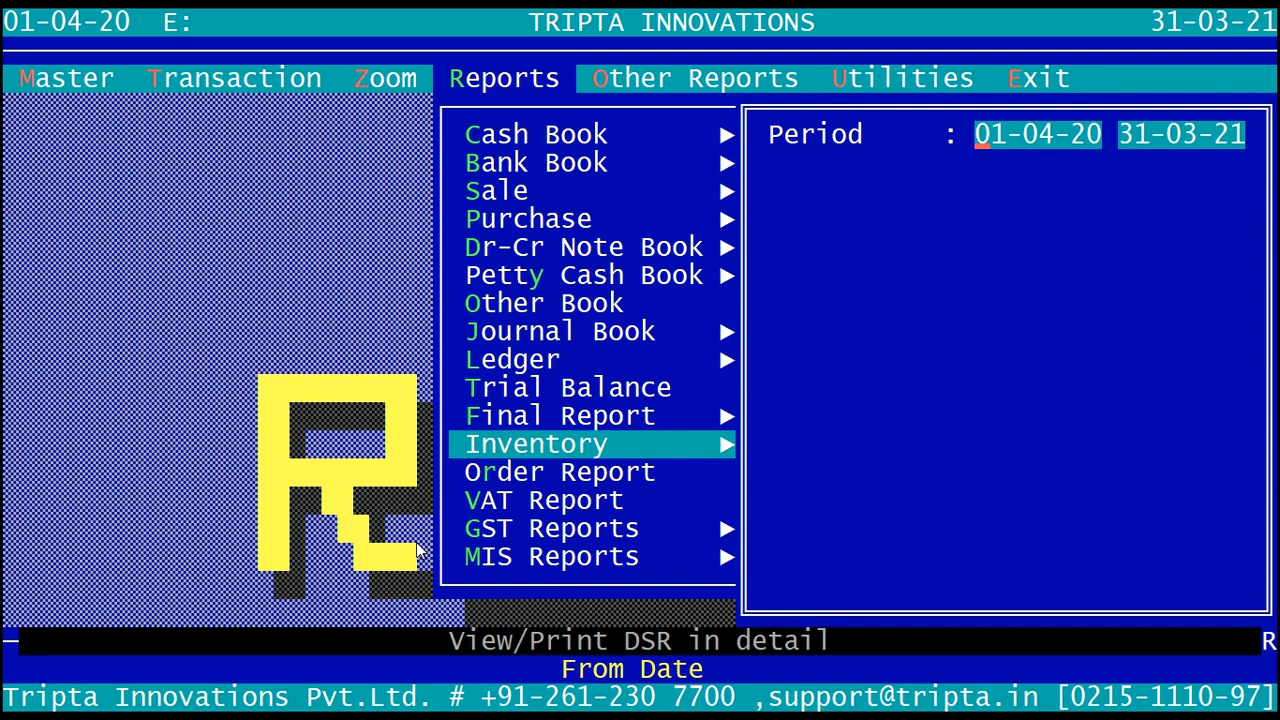 01-04-20 E: TRIPTA INNOVATIONS 31-03-21
Master Transaction Zoom Reports Other Reports Utilities Exit
Cash Book ►
Bank Book ►
Sale ►
Purchase ►
Dr-Cr Note Book ►
Petty Cash Book ►
Other Book
Journal Book ►
Ledger ►
Trial Balance
Final Report ►
Inventory ►
Order Report
VAT Report
GST Reports ►
MIS Reports ►
Period : 01-04-20 31-03-21
R
View/Print DSR in detail R
From Date
Tripta Innovations Pvt.Ltd. # +91-261-230 7700 ,support@tripta.in [0215-1110-97]